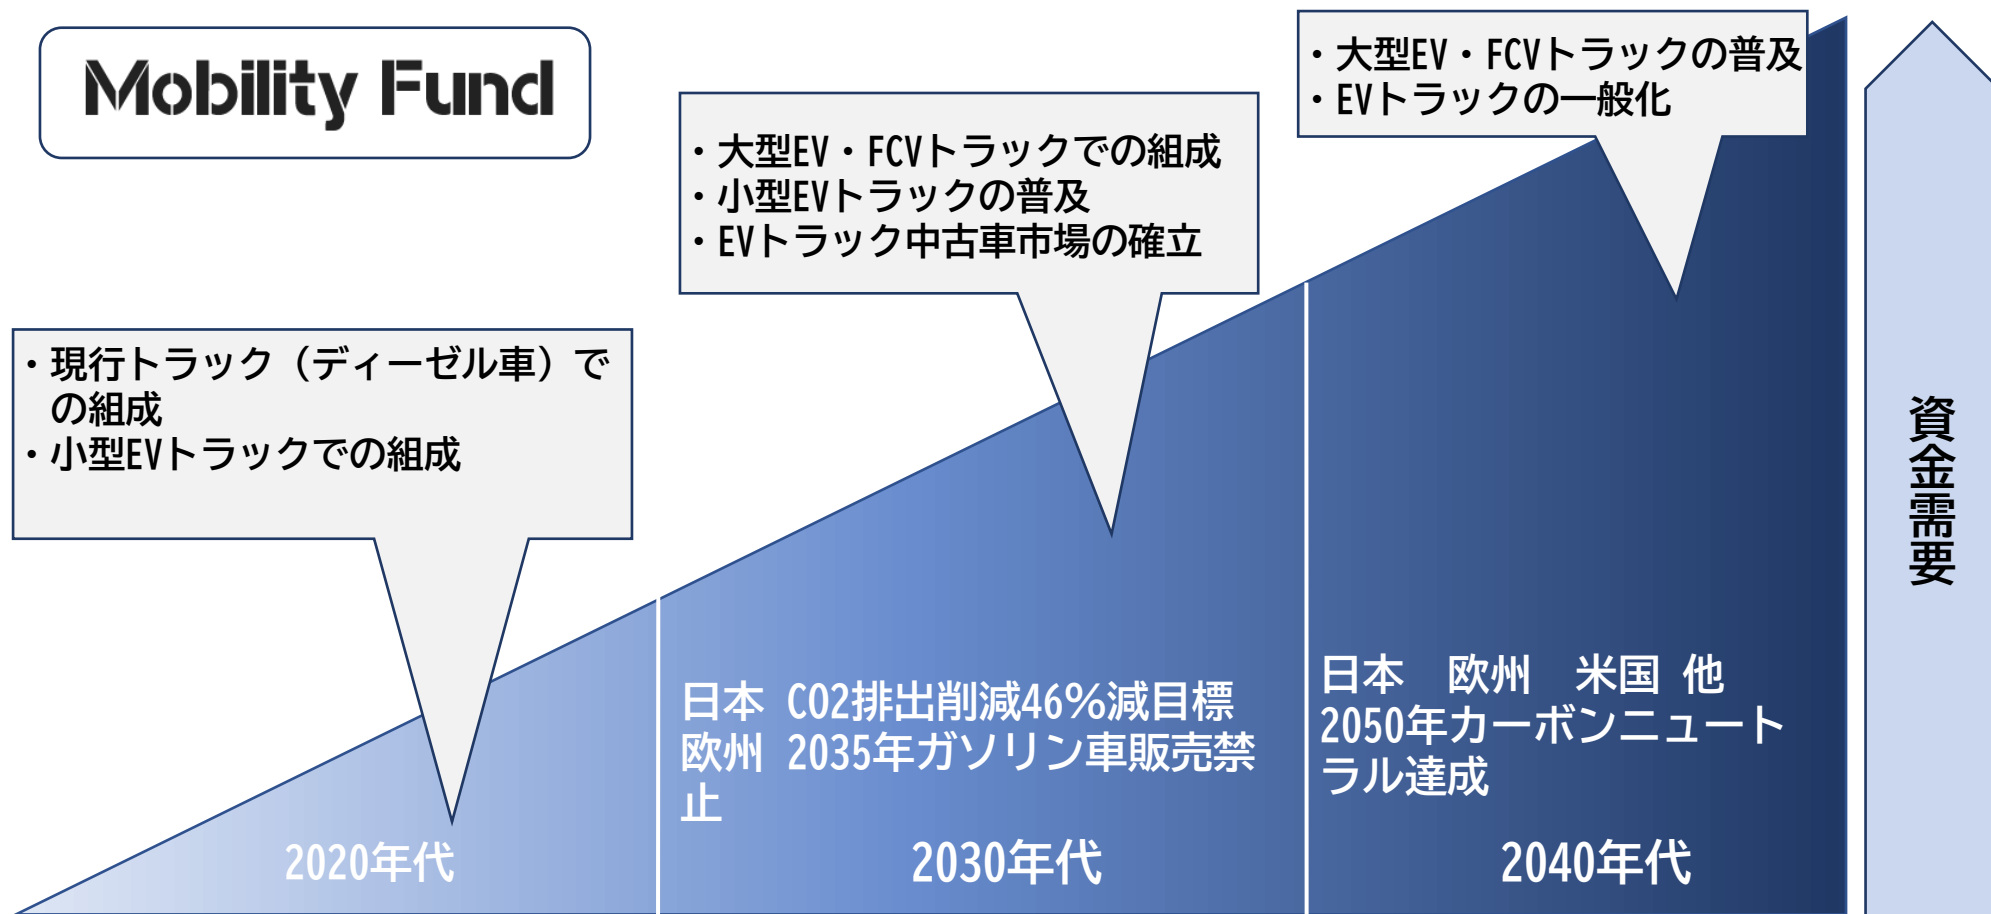 Mobility Fund
・現行トラック（ディーゼル車）で
の組成
・小型EVトラックでの組成
・大型EV・FCVトラックでの組成
・小型EVトラックの普及
・EVトラック中古車市場の確立
・大型EV・FCVトラックの普及
・EVトラックの一般化
資金需要
日本 CO2排出削減46%減目標
欧州 2035年ガソリン車販売禁
止
日本　欧州　米国 他
2050年カーボンニュート
ラル達成
2020年代
2030年代
2040年代